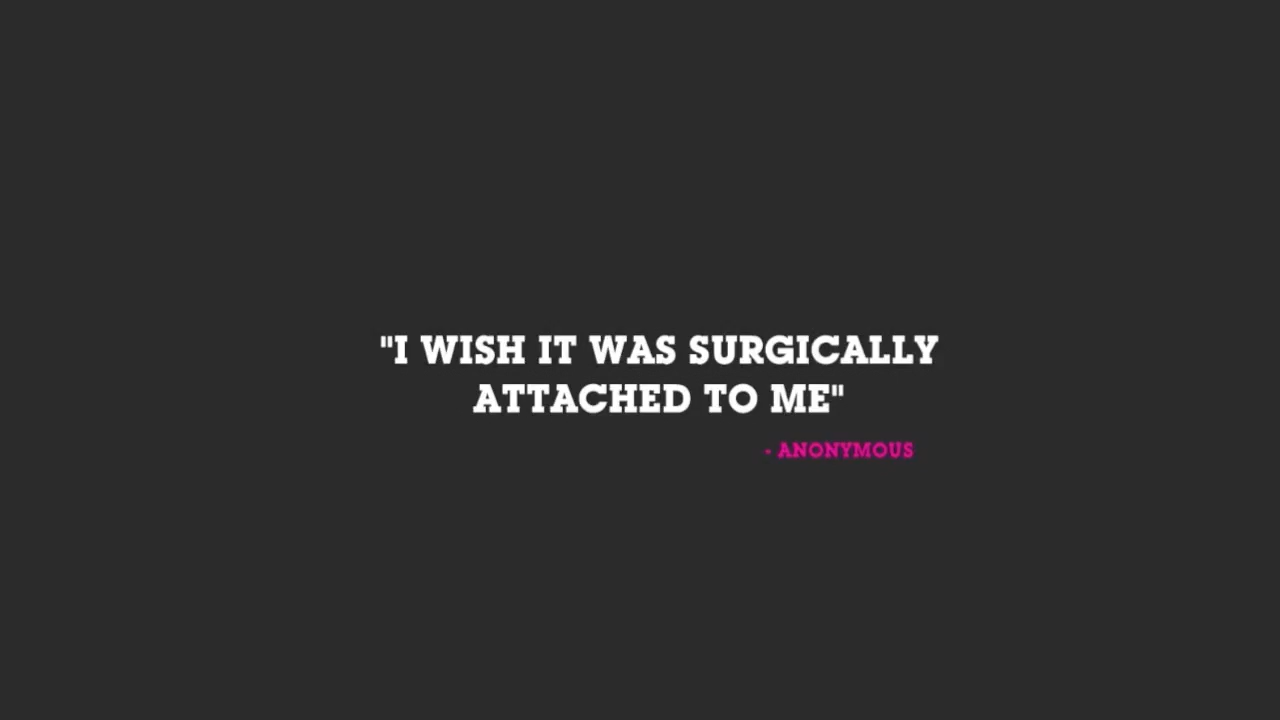 "I WISH IT WAS SURGICALLY
ATTACHED TO ME"
- ANONYMOUS